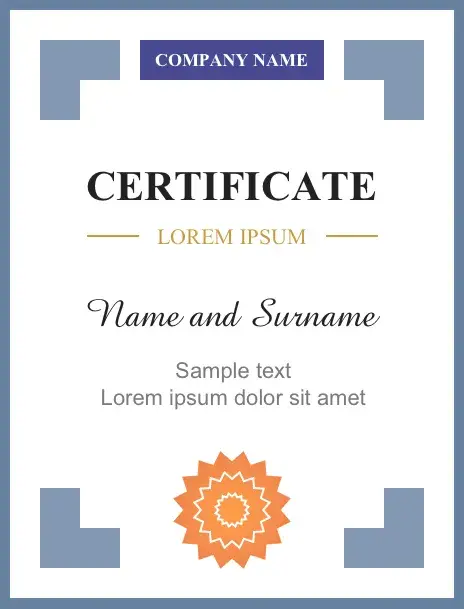 COMPANY NAME
CERTIFICATE
LOREM IPSUM
Name and Surname
Sample text
Lorem ipsum dolor sit amet